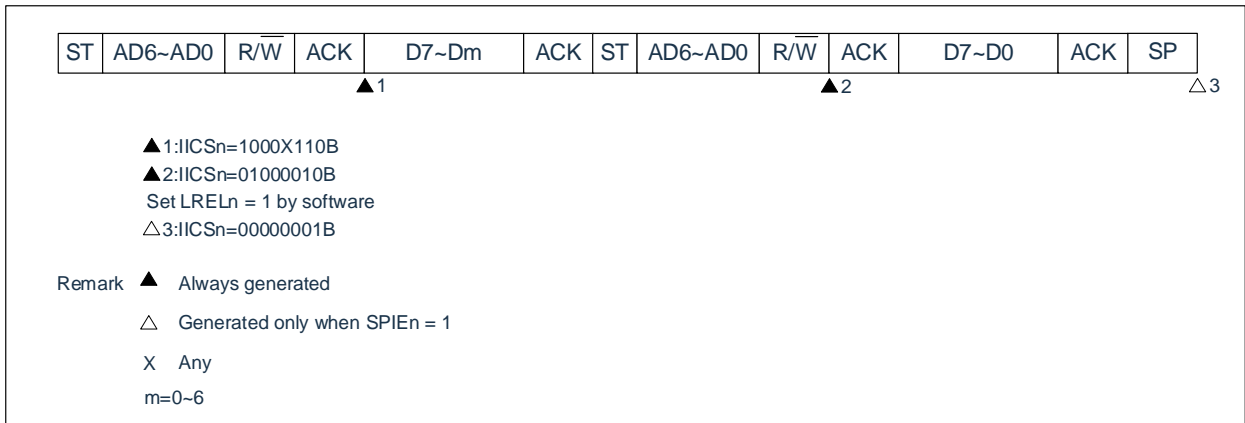 ST AD6~AD0 R/W̅ ACK D7~Dm ACK ST AD6~AD0 R/W̅ ACK D7~D0 ACK SP
▲1 ▲2 △3
▲1:IICSn=1000X110B
▲2:IICSn=01000010B
Set LRELn = 1 by software
△3:IICSn=00000001B
Remark ▲ Always generated
△ Generated only when SPIEn = 1
X Any
m=0~6